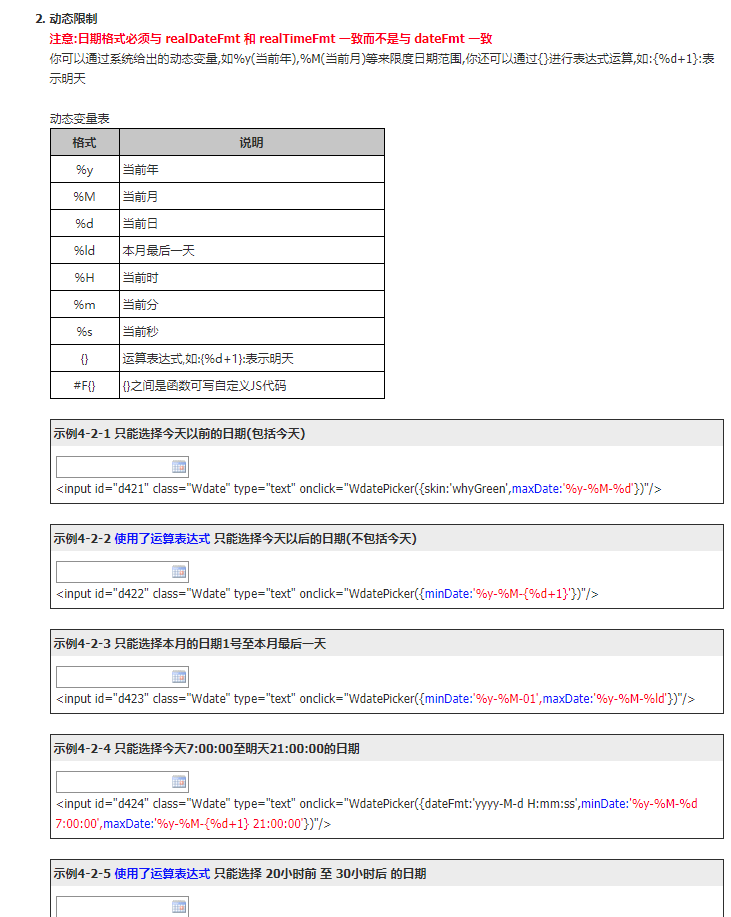 2. 动态限制
注意:日期格式必须与 realDateFmt 和 realTimeFmt 一致而不是与 dateFmt 一致
你可以通过系统给出的动态变量,如%y(当前年),%M(当前月)等来限度日期范围,你还可以通过{}进行表达式运算,如:{%d+1}:表
示明天
动态变量表
格式 说明
%y 当前年
%M 当前月
%d 当前日
%ld 本月最后一天
%H 当前时
%m 当前分
%s 当前秒
{} 运算表达式,如:{%d+1}:表示明天
#F{} {}之间是函数可写自定义JS代码
示例4-2-1 只能选择今天以前的日期(包括今天)
<input id="d421" class="Wdate" type="text" onclick="WdatePicker({skin:'whyGreen',maxDate:'%y-%M-%d'})"/>
示例4-2-2 使用了运算表达式 只能选择今天以后的日期(不包括今天)
<input id="d422" class="Wdate" type="text" onclick="WdatePicker({minDate:'%y-%M-{%d+1}'})"/>
示例4-2-3 只能选择本月的日期1号至本月最后一天
<input id="d423" class="Wdate" type="text" onclick="WdatePicker({minDate:'%y-%M-01',maxDate:'%y-%M-%ld'})"/>
示例4-2-4 只能选择今天7:00:00至明天21:00:00的日期
<input id="d424" class="Wdate" type="text" onclick="WdatePicker({dateFmt:'yyyy-M-d H:mm:ss',minDate:'%y-%M-%d
7:00:00',maxDate:'%y-%M-{%d+1} 21:00:00'})"/>
示例4-2-5 使用了运算表达式 只能选择 20小时前 至 30小时后 的日期